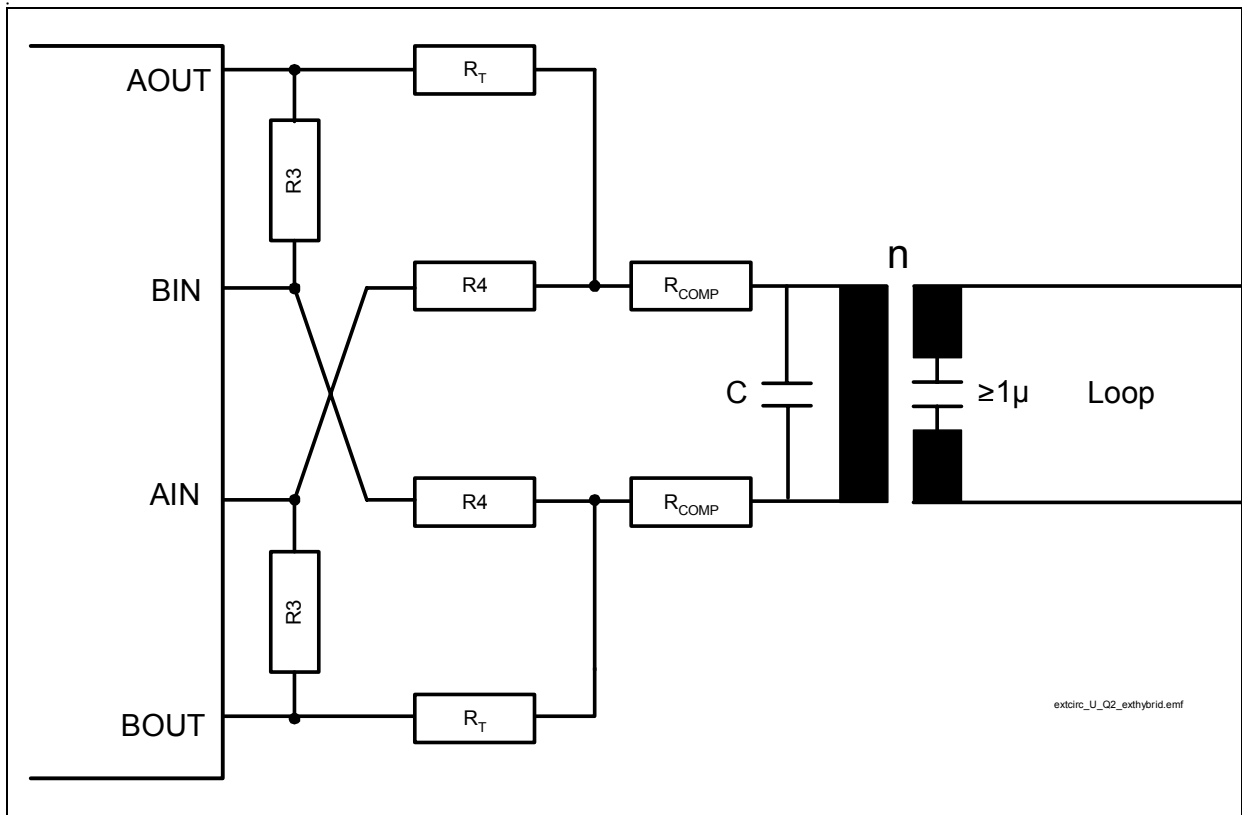 AOUT
R_T
R3
n
BIN
R4
R_COMP
C
≥1µ
Loop
AIN
R4
R_COMP
R3
BOUT
R_T
extcirc_U_Q2_exthybrid.emf